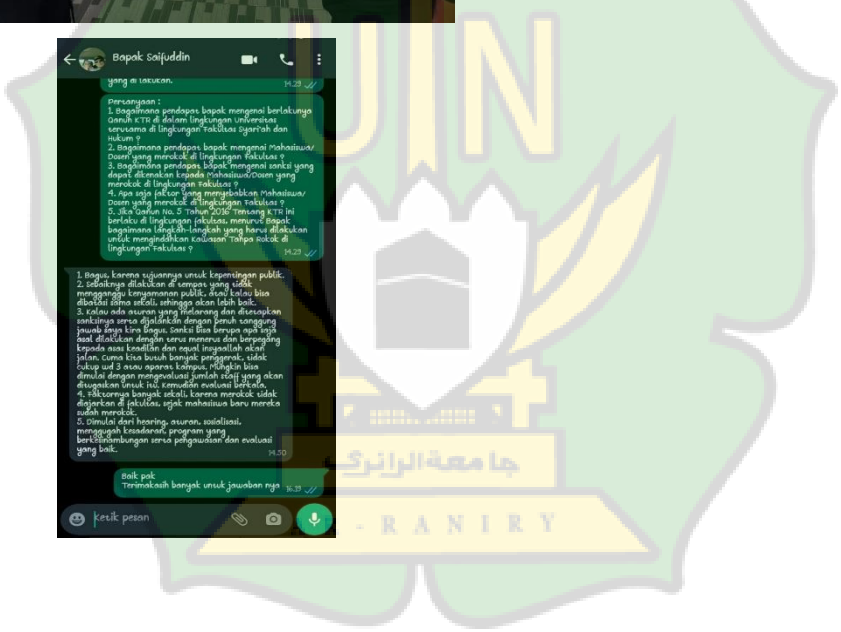 Bapak Saifuddin
yang di lakukan.
14.29
Pertanyaan :
1. Bagaimana pendapat bapak mengenai berlakunya
Qanun KTR di dalam lingkungan Universitas
terutama di lingkungan Fakultas Syari'ah dan
Hukum ?
2. Bagaimana pendapat bapak mengenai Mahasiswa/
Dosen yang merokok di lingkungan Fakultas ?
3. Bagaimana pendapat bapak mengenai sanksi yang
dapat dikenakan kepada Mahasiswa/Dosen yang
merokok di lingkungan Fakultas ?
4. Apa saja faktor yang menyebabkan Mahasiswa/
Dosen yang merokok di lingkungan Fakultas ?
5. Jika Qanun No. 5 Tahun 2016 Tentang KTR ini
berlaku di lingkungan fakultas, menurut Bapak
bagaimana langkah-langkah yang harus dilakukan
untuk mengindahkan Kawasan Tanpa Rokok di
lingkungan Fakultas ?
14.29
1. Bagus, karena tujuannya untuk kepentingan publik.
2. Sebaiknya dilakukan di tempat yang tidak
mengganggu kenyamanan publik, atau kalau bisa
dibatasi sama sekali, sehingga akan lebih baik.
3. Kalau ada aturan yang melarang dan ditetapkan
sanksinya serta dijalankan dengan penuh tanggung
jawab saya kira bagus. Sanksi bisa berupa apa saja
asal dilakukan dengan terus menerus dan berpegang
kepada asas keadilan dan equal insyaallah akan
jalan. Cuma kita butuh banyak penggerak, tidak
cukup wd 3 atau aparat kampus. Mungkin bisa
dimulai dengan mengevaluasi jumlah staff yang akan
ditugaskan untuk itu. Kemudian evaluasi berkala.
4. Faktornya banyak sekali, karena merokok tidak
diajarkan di fakultas, sejak mahasiswa baru mereka
sudah merokok.
5. Dimulai dari hearing, aturan, sosialisasi,
menggugah kesadaran, program yang
berkesinambungan serta pengawasan dan evaluasi
yang baik.
14.50
Baik pak
Terimakasih banyak untuk jawaban nya
16.39
Ketik pesan
UIN
جامعة الرانري
R - RANIRY